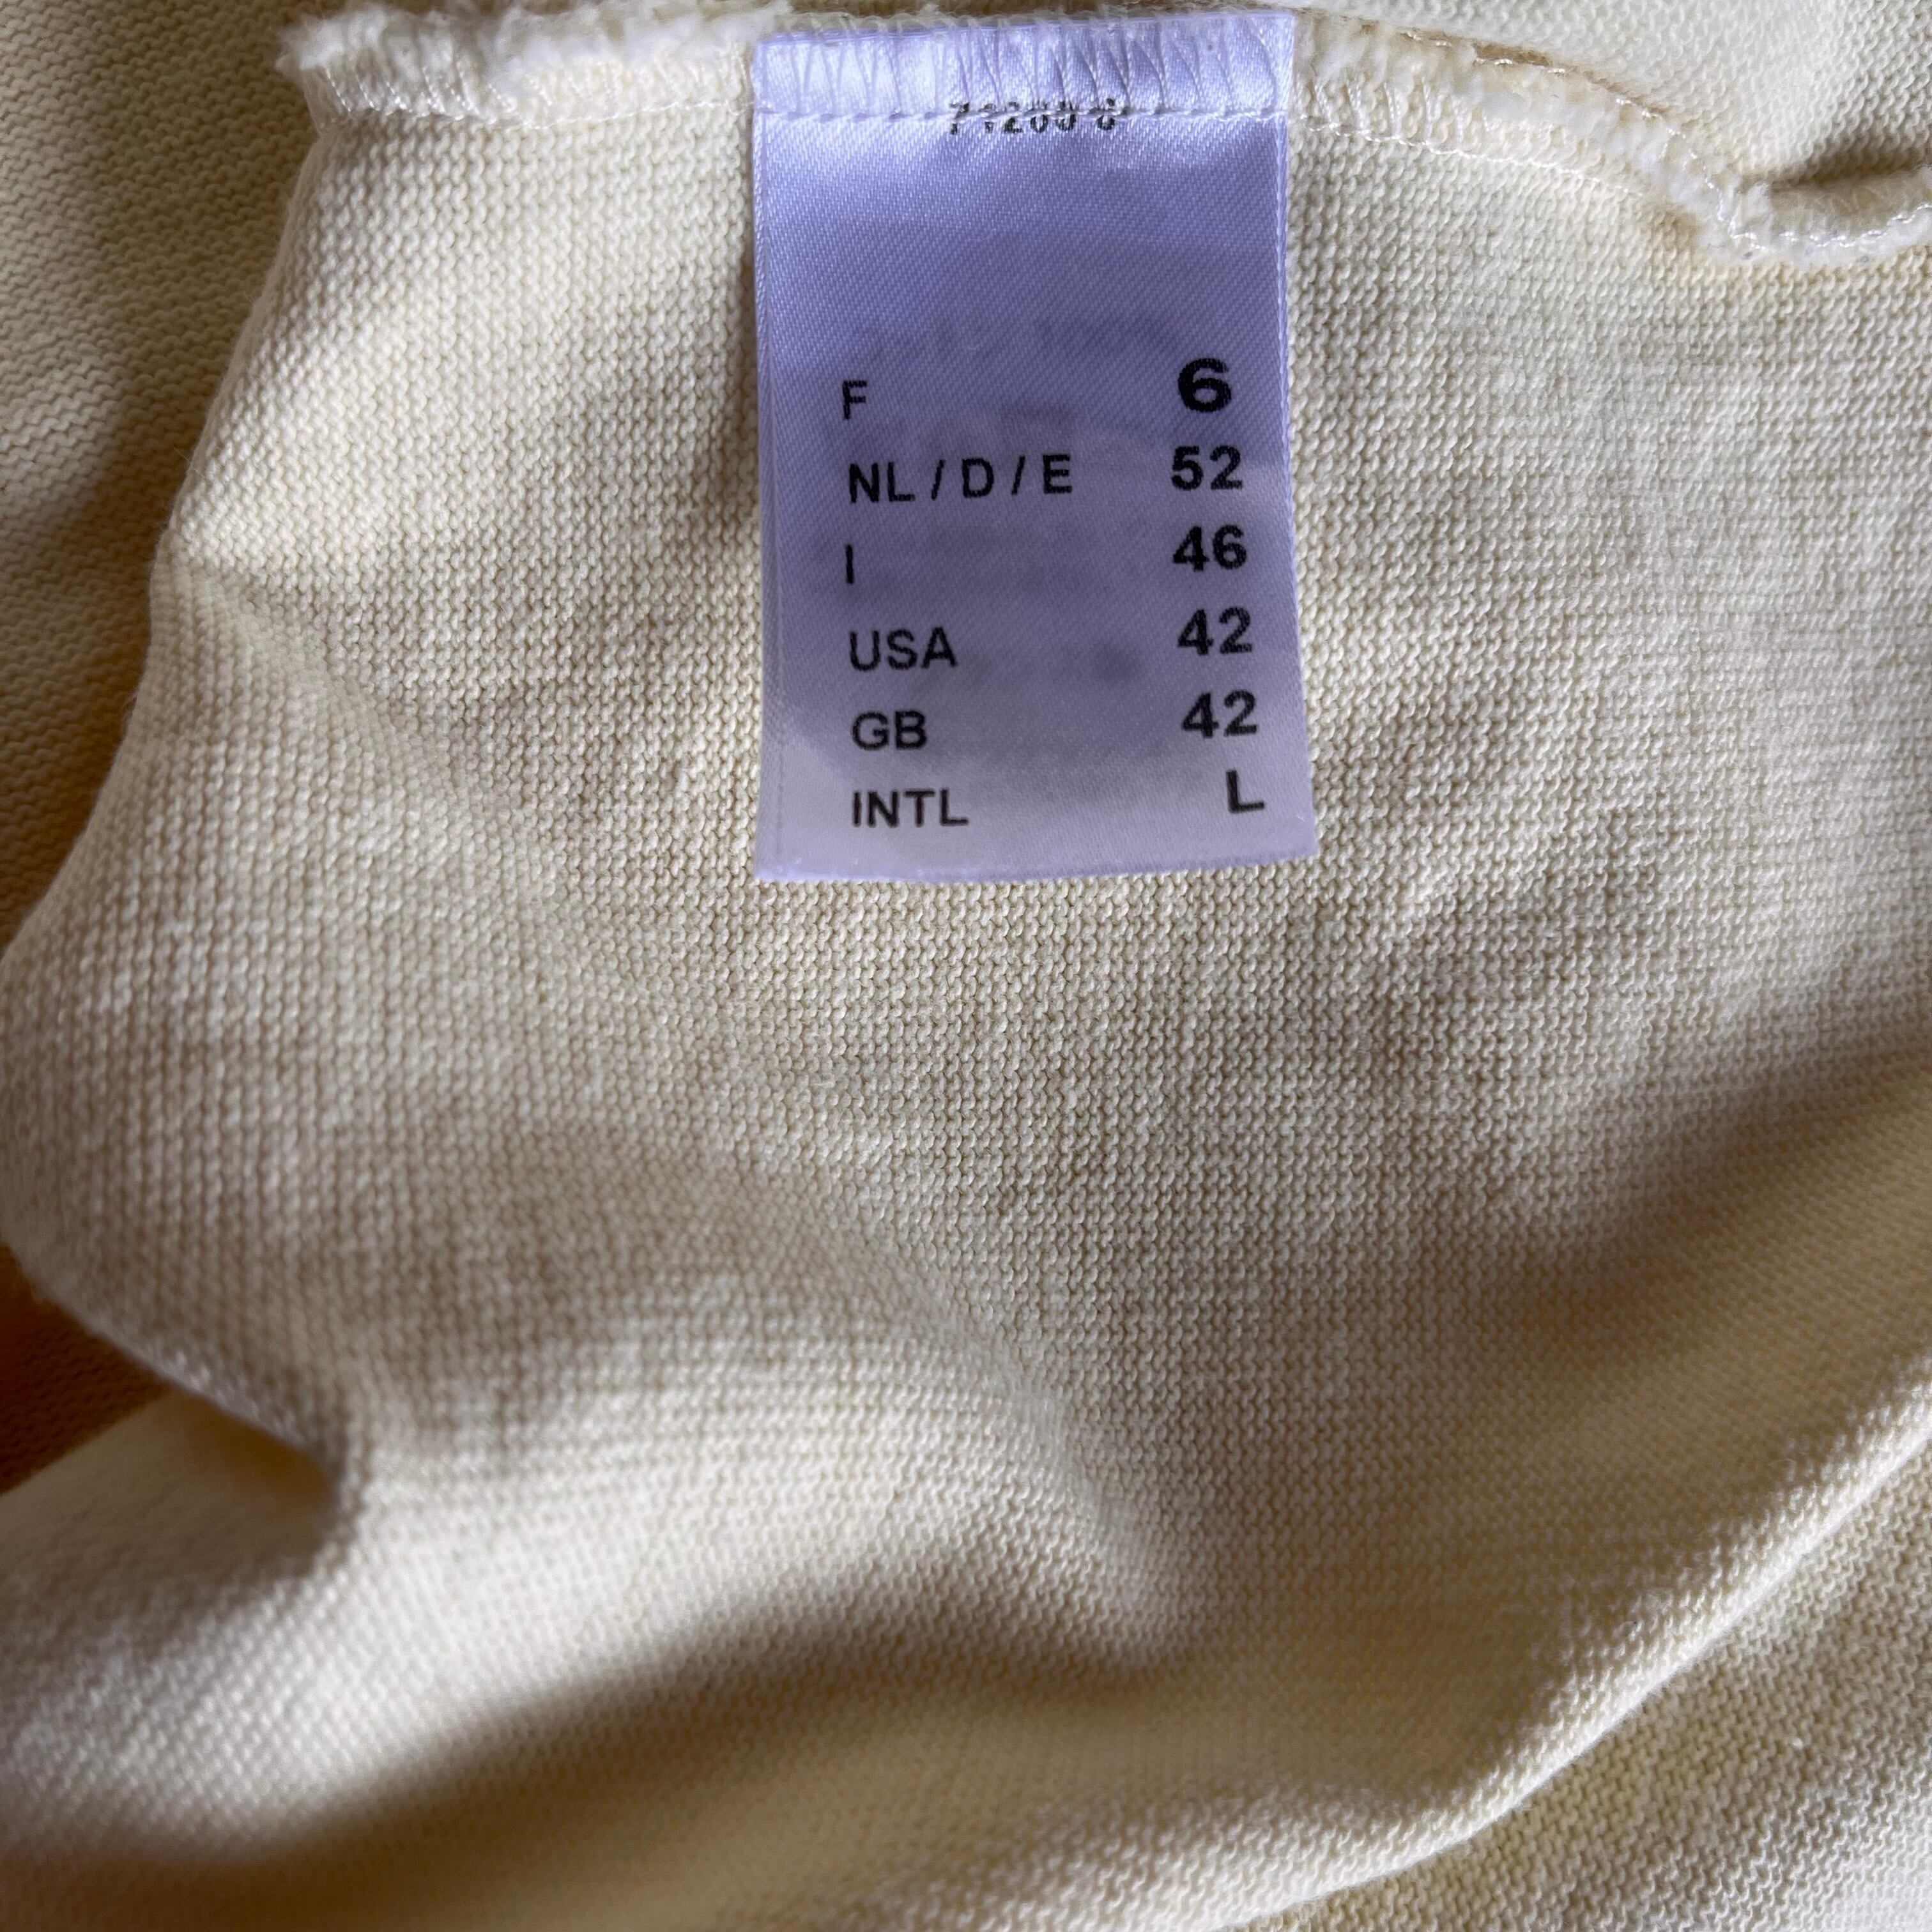 F 6
NL / D / E 52
I 46
USA 42
GB 42
INTL L